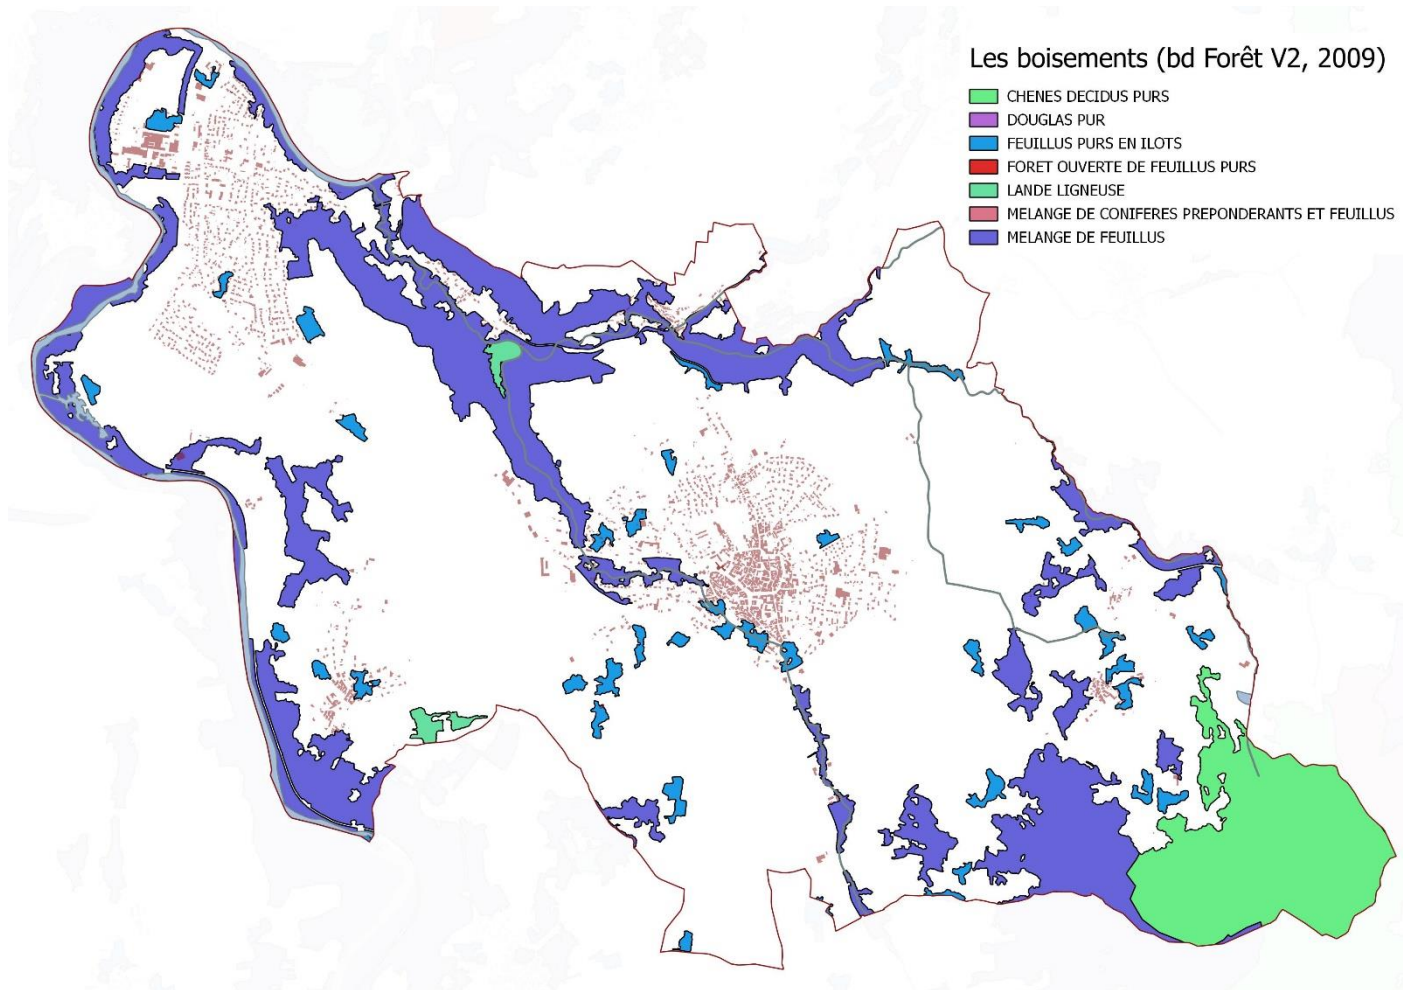 Les boisements (bd Forêt V2, 2009)
CHENES DECIDUS PURS
DOUGLAS PUR
FEUILLUS PURS EN ILOTS
FORET OUVERTE DE FEUILLUS PURS
LANDE LIGNEUSE
MELANGE DE CONIFERES PREPONDERANTS ET FEUILLUS
MELANGE DE FEUILLUS